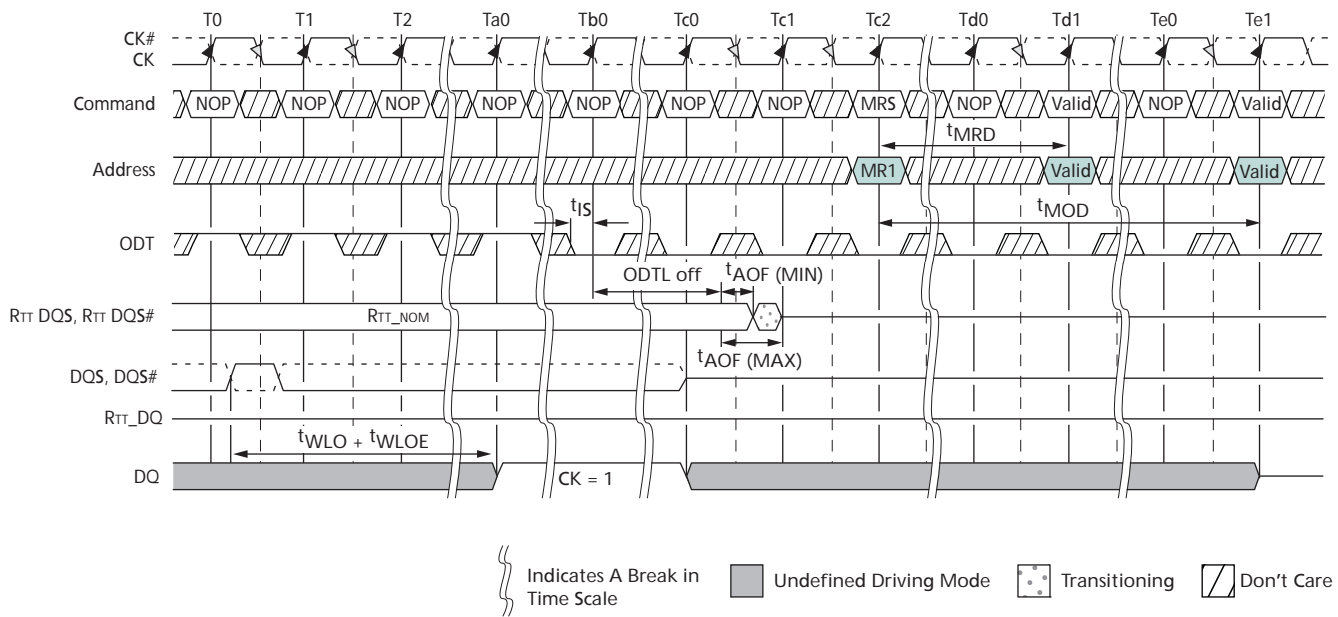 T0 T1 T2 Ta0 Tb0 Tc0 Tc1 Tc2 Td0 Td1 Te0 Te1
CK#
CK
Command NOP NOP NOP NOP NOP NOP NOP MRS NOP Valid NOP Valid
tMRD
Address MR1 Valid Valid
tIS tMOD
ODT
ODTL off tAOF (MIN)
RTT DQS, RTT DQS# RTT_NOM
tAOF (MAX)
DQS, DQS#
RTT_DQ
tWLO + tWLOE
DQ CK = 1
Indicates A Break in
Time Scale
Undefined Driving Mode
Transitioning
Don't Care